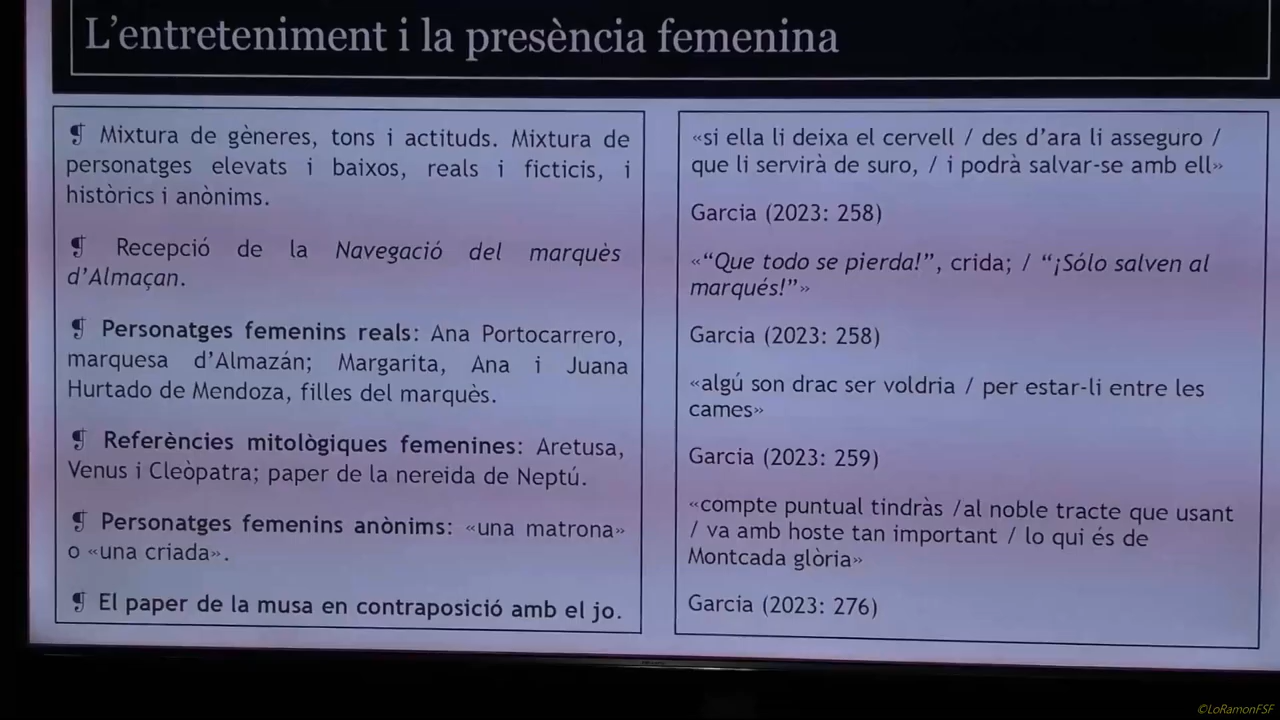 L'entreteniment i la presència femenina
¶ Mixtura de gèneres, tons i actituds. Mixtura de
personatges elevats i baixos, reals i ficticis, i
històrics i anònims.
¶ Recepció de la Navegació del marquès
d'Almaçan.
¶ Personatges femenins reals: Ana Portocarrero,
marquesa d'Almazán; Margarita, Ana i Juana
Hurtado de Mendoza, filles del marquès.
¶ Referències mitològiques femenines: Aretusa,
Venus i Cleòpatra; paper de la nereida de Neptú.
¶ Personatges femenins anònims: «una matrona»
o «una criada».
¶ El paper de la musa en contraposició amb el jo.
«si ella li deixa el cervell / des d'ara li asseguro /
que li servirà de suro, / i podrà salvar-se amb ell»
Garcia (2023: 258)
«“Que todo se pierda!”, crida; / “¡Sólo salven al
marqués!”»
Garcia (2023: 258)
«algú son drac ser voldria / per estar-li entre les
cames»
Garcia (2023: 259)
«compte puntual tindràs /al noble tracte que usant
/ va amb hoste tan important / lo qui és de
Montcada glòria»
Garcia (2023: 276)
©LoRamonFSF